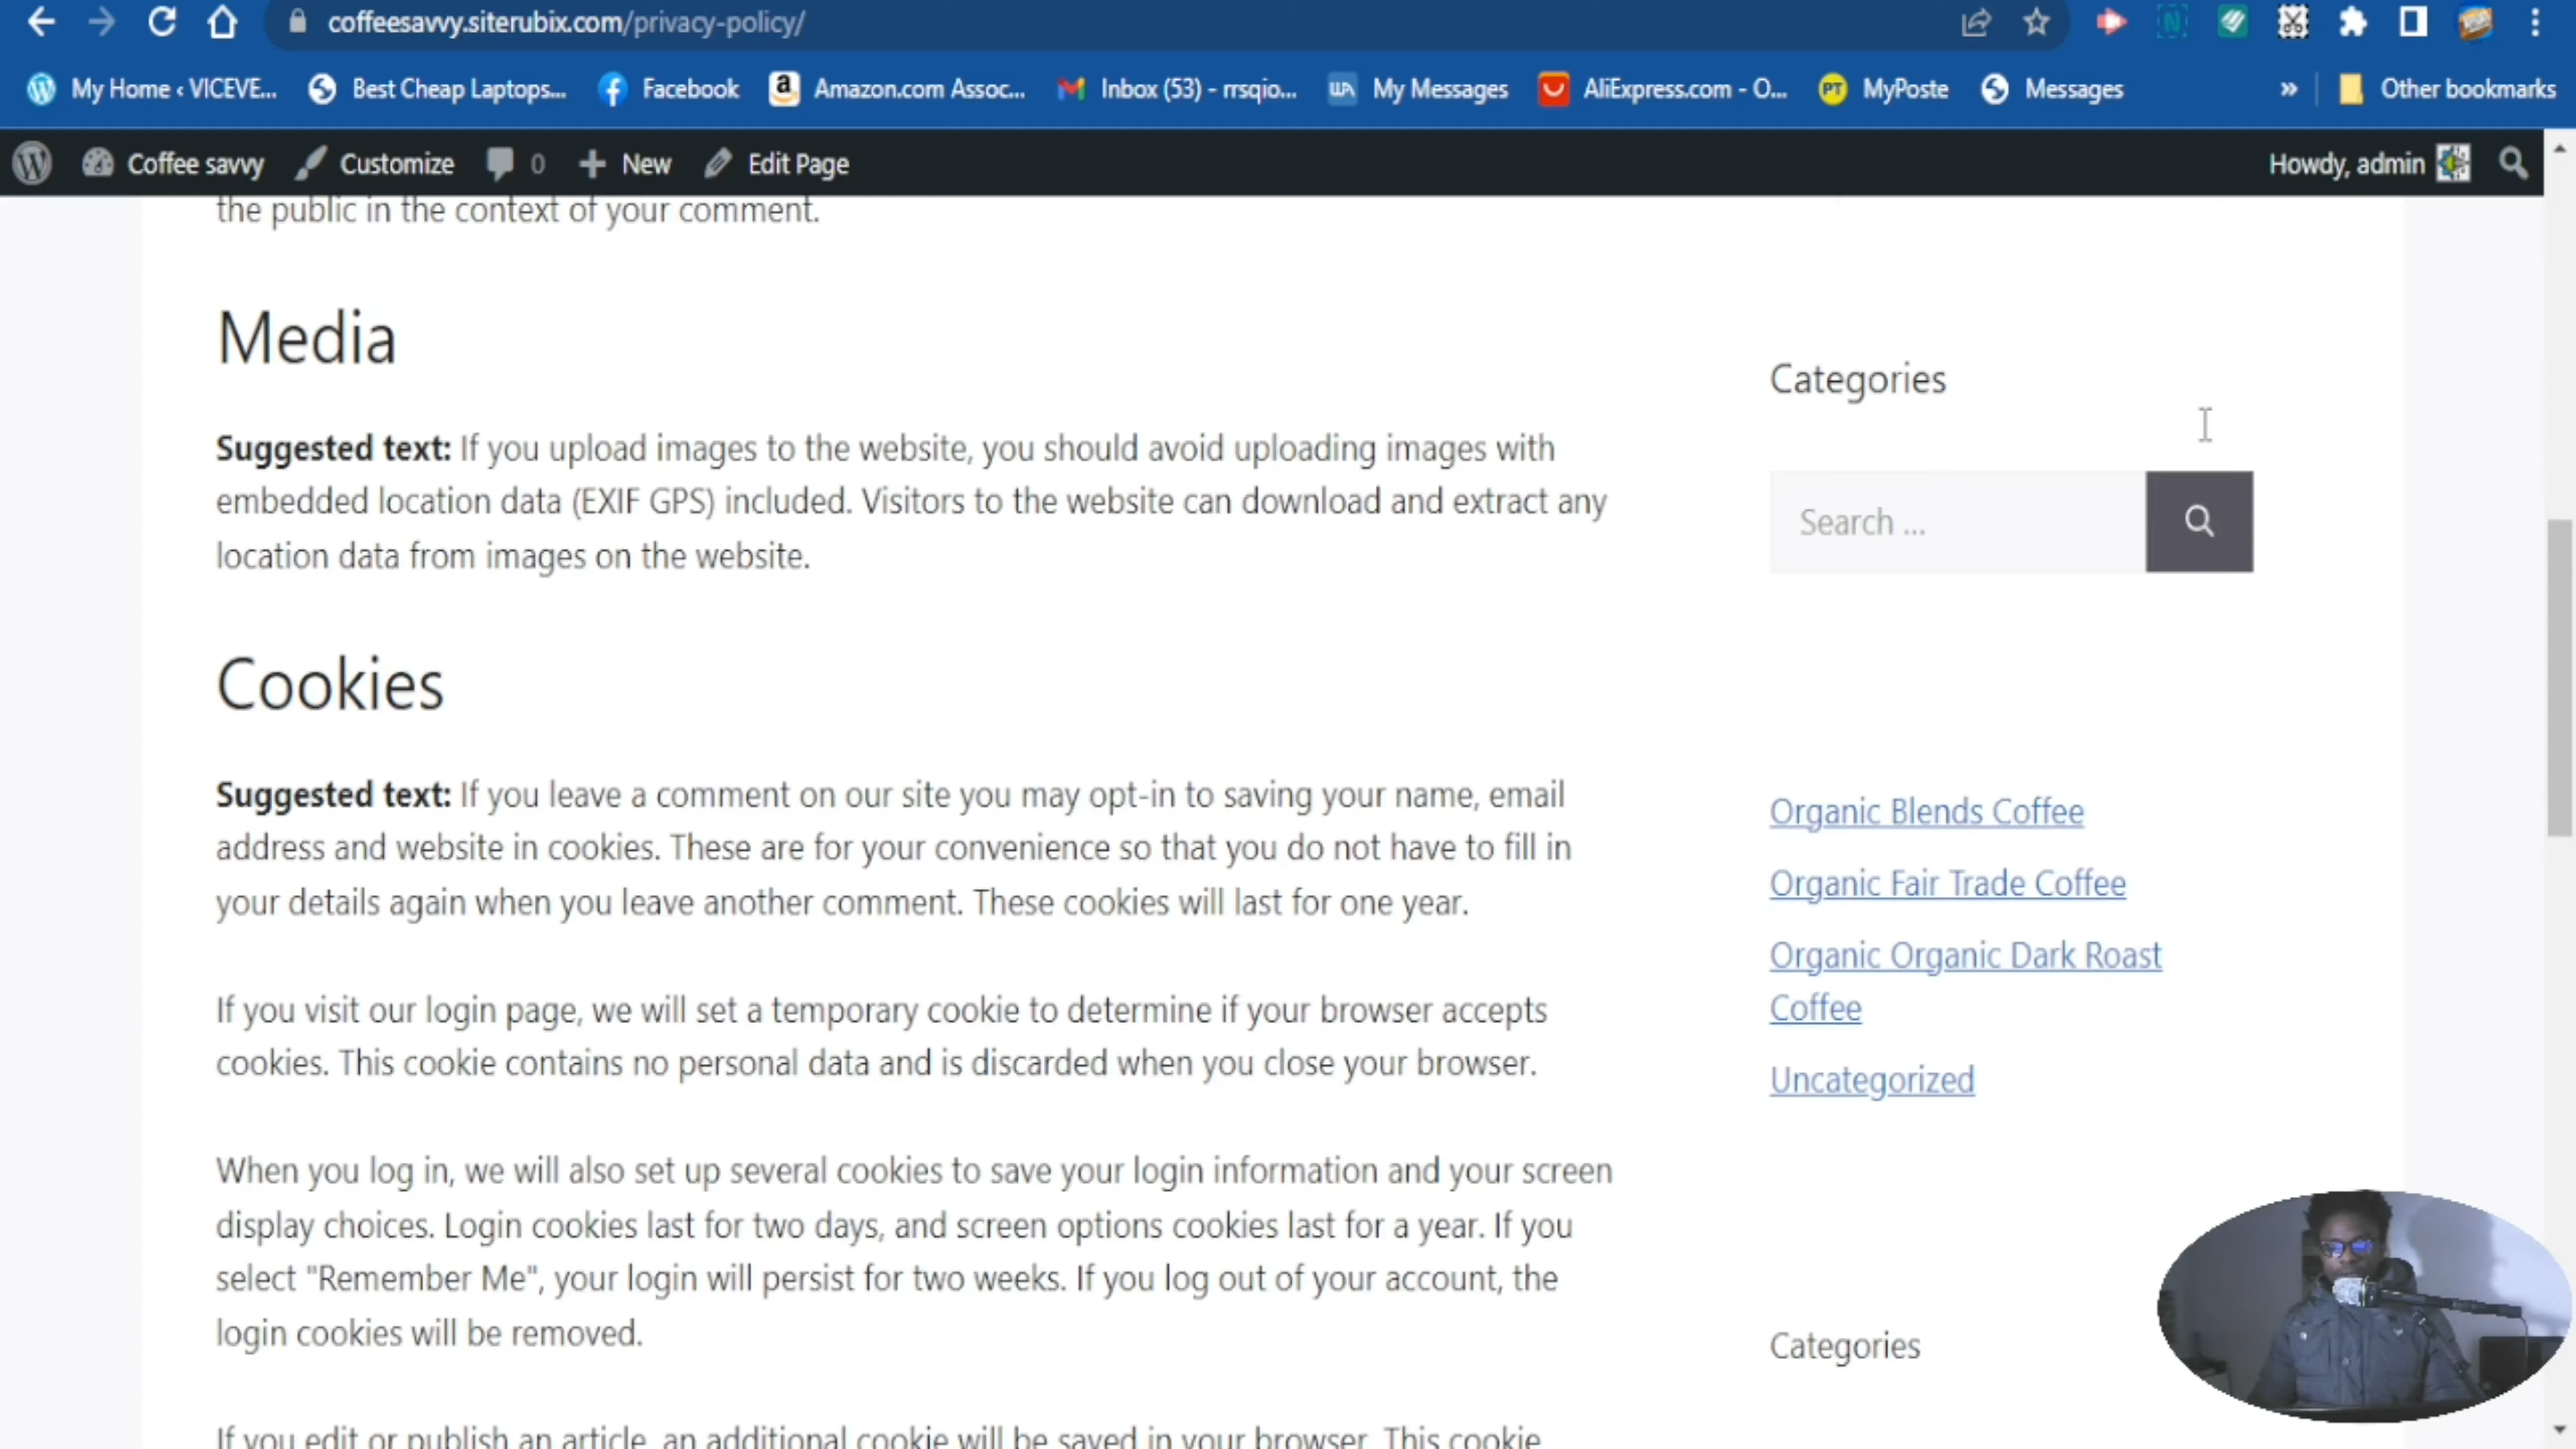 coffeesavvy.siterubix.com/privacy-policy/
My Home ‹ VICEVE... Best Cheap Laptops... Facebook Amazon.com Assoc... Inbox (53) - rrsqio... My Messages AliExpress.com - O... MyPoste Messages » Other bookmarks
Coffee savvy Customize 0 New Edit Page Howdy, admin
the public in the context of your comment.
Media
Suggested text: If you upload images to the website, you should avoid uploading images with
embedded location data (EXIF GPS) included. Visitors to the website can download and extract any
location data from images on the website.
Cookies
Suggested text: If you leave a comment on our site you may opt-in to saving your name, email
address and website in cookies. These are for your convenience so that you do not have to fill in
your details again when you leave another comment. These cookies will last for one year.
If you visit our login page, we will set a temporary cookie to determine if your browser accepts
cookies. This cookie contains no personal data and is discarded when you close your browser.
When you log in, we will also set up several cookies to save your login information and your screen
display choices. Login cookies last for two days, and screen options cookies last for a year. If you
select "Remember Me", your login will persist for two weeks. If you log out of your account, the
login cookies will be removed.
If you edit or publish an article, an additional cookie will be saved in your browser. This cookie
Categories
Search ...
Organic Blends Coffee
Organic Fair Trade Coffee
Organic Organic Dark Roast
Coffee
Uncategorized
Categories